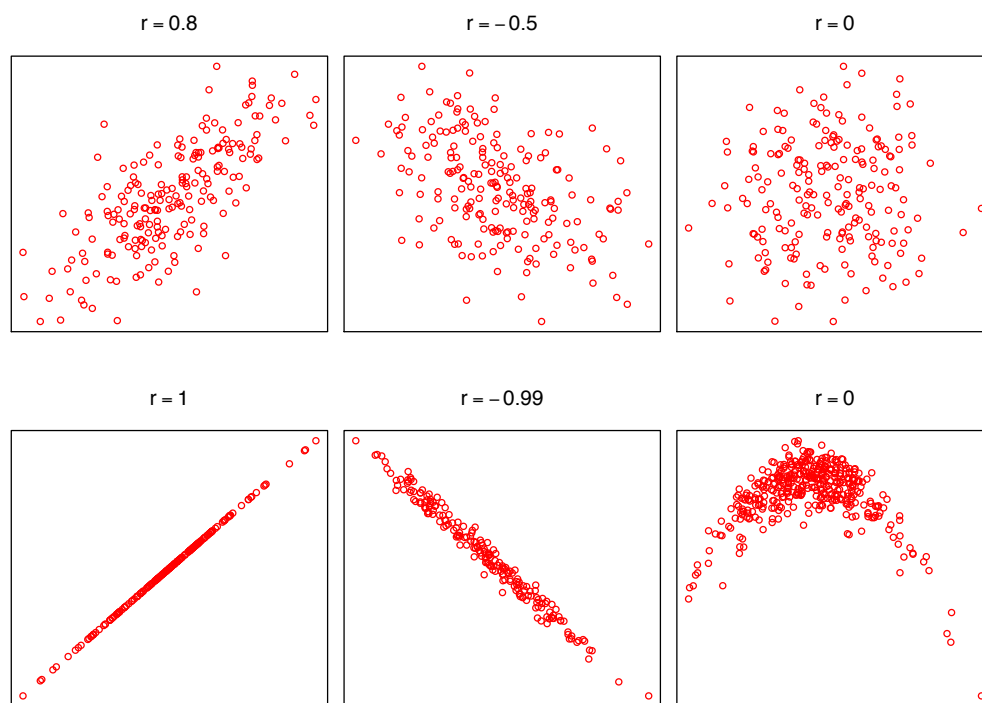 r = 0.8
r = −0.5
r = 0
r = 1
r = −0.99
r = 0